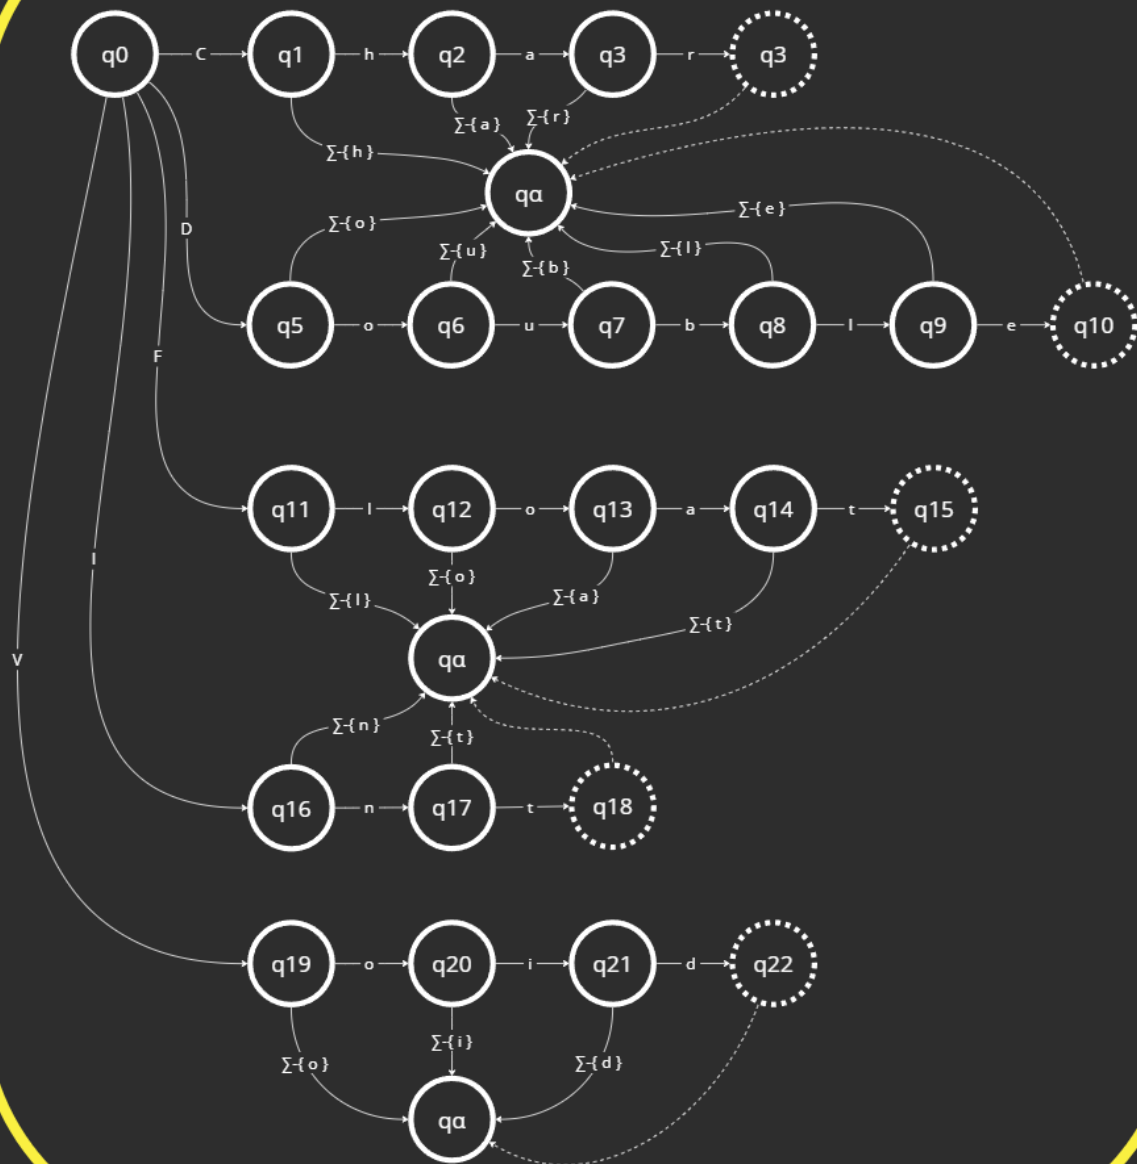 q0 C q1 h q2 a q3 r q3
∑-{a} ∑-{r}
∑-{h}
qα
∑-{e}
∑-{o}
D
∑-{u} ∑-{l}
∑-{b}
q5 o q6 u q7 b q8 l q9 e q10
F
q11 l q12 o q13 a q14 t q15
I
∑-{o}
∑-{l} ∑-{a}
∑-{t}
V qα
∑-{n}
∑-{t}
q16 n q17 t q18
q19 o q20 i q21 d q22
∑-{i}
∑-{o} ∑-{d}
qα